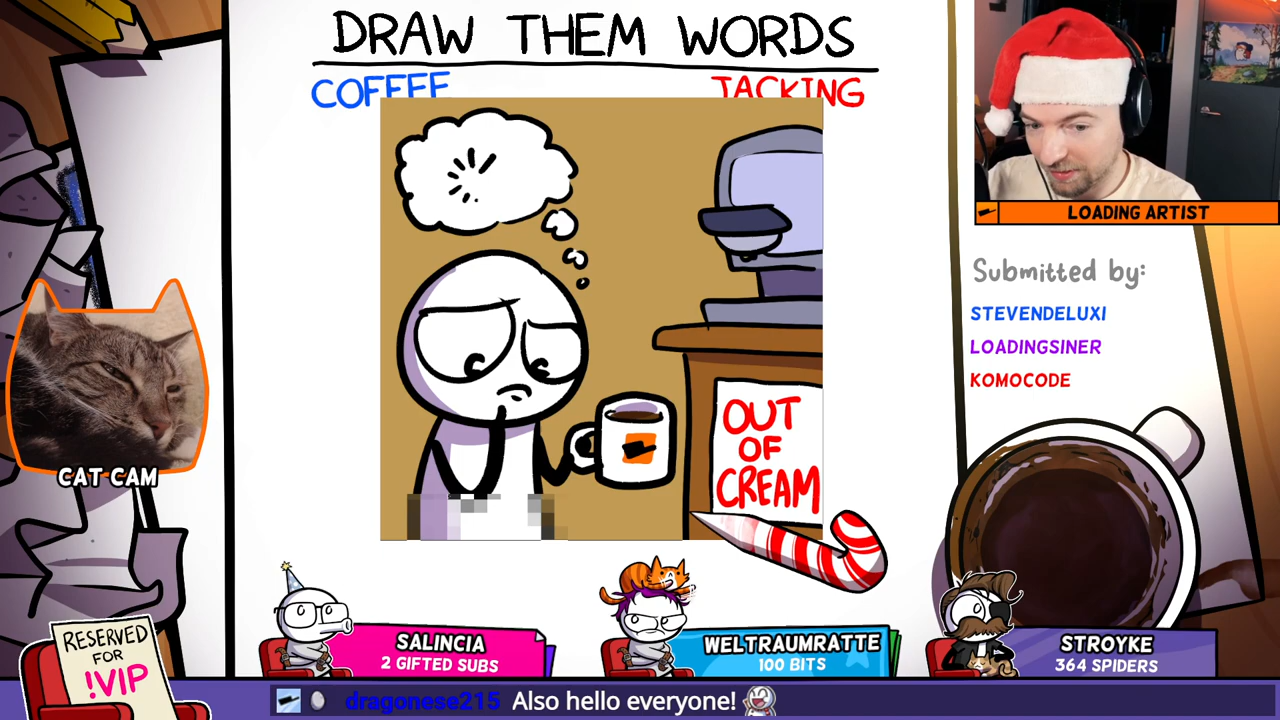 DRAW THEM WORDS
COFFEE
JACKING
LOADING ARTIST
Submitted by:
STEVENDELUXI
LOADINGSINER
KOMOCODE
OUT
OF
CREAM
CAT CAM
RESERVED
FOR
!VIP
SALINCIA
2 GIFTED SUBS
WELTRAUMRATTE
100 BITS
STROYKE
364 SPIDERS
dragonese215 Also hello everyone!